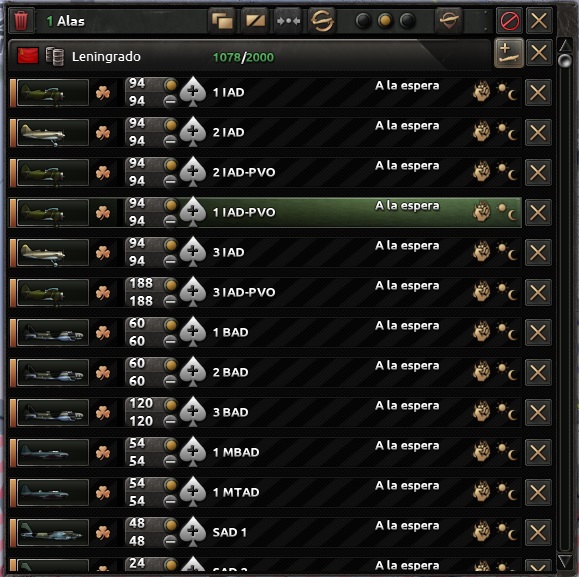 1 Alas
Leningrado 1078/2000
94 94 1 IAD A la espera
94 94 2 IAD A la espera
94 94 2 IAD-PVO A la espera
94 94 1 IAD-PVO A la espera
94 94 3 IAD A la espera
188 188 3 IAD-PVO A la espera
60 60 1 BAD A la espera
60 60 2 BAD A la espera
120 120 3 BAD A la espera
54 54 1 MBAD A la espera
54 54 1 MTAD A la espera
48 48 SAD 1 A la espera
24 A la espera